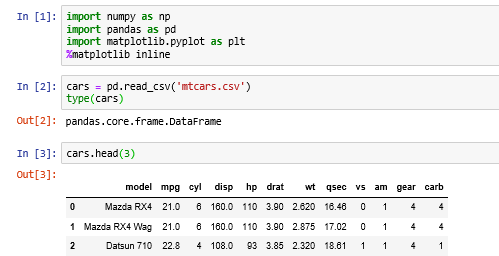 In [1]: import numpy as np
import pandas as pd
import matplotlib.pyplot as plt
%matplotlib inline
In [2]: cars = pd.read_csv('mtcars.csv')
type(cars)
Out[2]: pandas.core.frame.DataFrame
In [3]: cars.head(3)
Out[3]:
model mpg cyl disp hp drat wt qsec vs am gear carb
0 Mazda RX4 21.0 6 160.0 110 3.90 2.620 16.46 0 1 4 4
1 Mazda RX4 Wag 21.0 6 160.0 110 3.90 2.875 17.02 0 1 4 4
2 Datsun 710 22.8 4 108.0 93 3.85 2.320 18.61 1 1 4 1